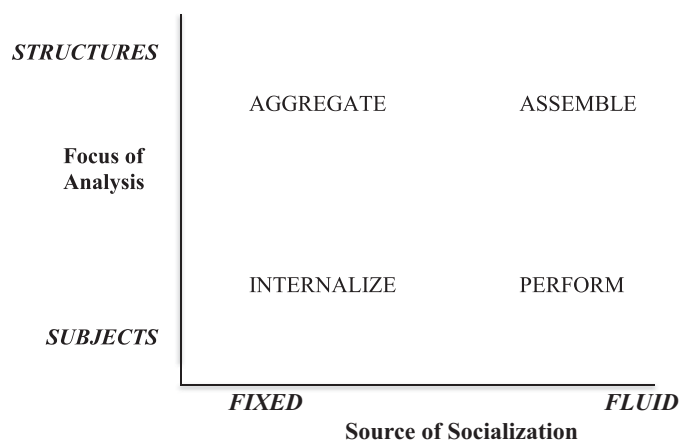 STRUCTURES
AGGREGATE ASSEMBLE
Focus of
Analysis
INTERNALIZE PERFORM
SUBJECTS
FIXED FLUID
Source of Socialization